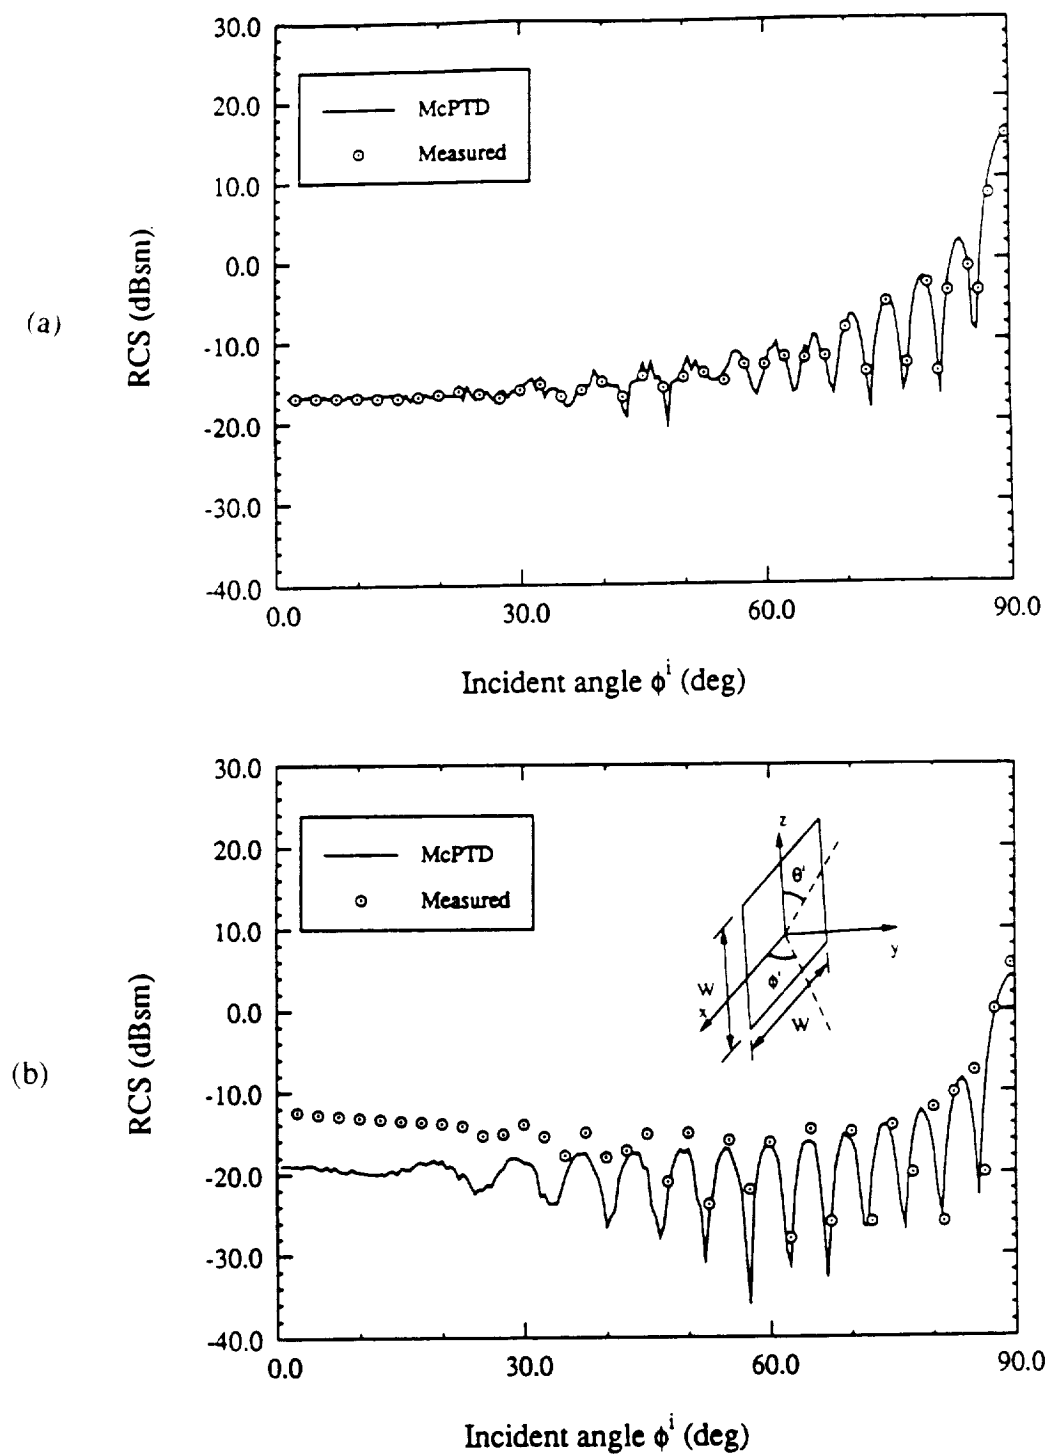 (a)
RCS (dBsm)
30.0
20.0
10.0
0.0
-10.0
-20.0
-30.0
-40.0
McPTD
Measured
0.0
30.0
60.0
90.0
Incident angle ϕⁱ (deg)
(b)
RCS (dBsm)
30.0
20.0
10.0
0.0
-10.0
-20.0
-30.0
-40.0
McPTD
Measured
z
θ'
y
ϕ'
W
x
W
0.0
30.0
60.0
90.0
Incident angle ϕⁱ (deg)